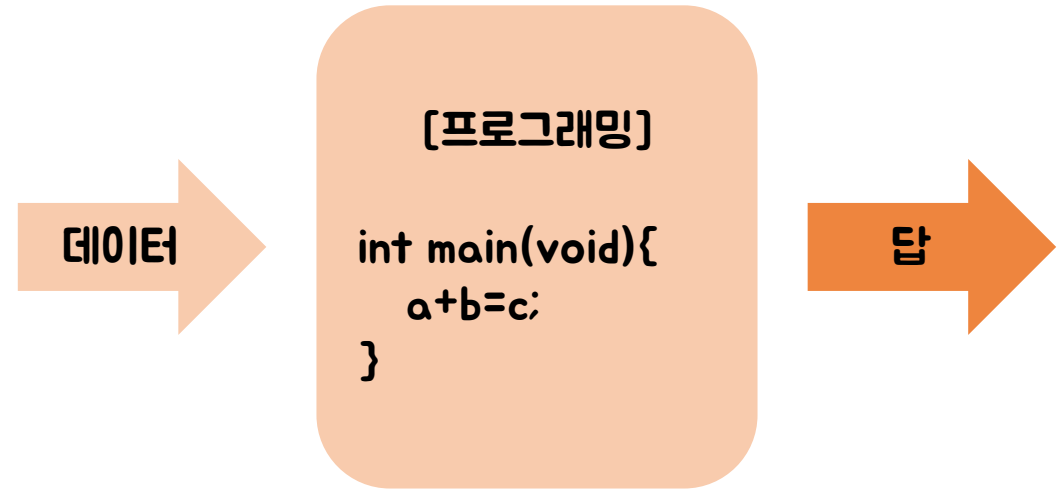 데이터
[프로그래밍]
int main(void){
a+b=c;
}
답